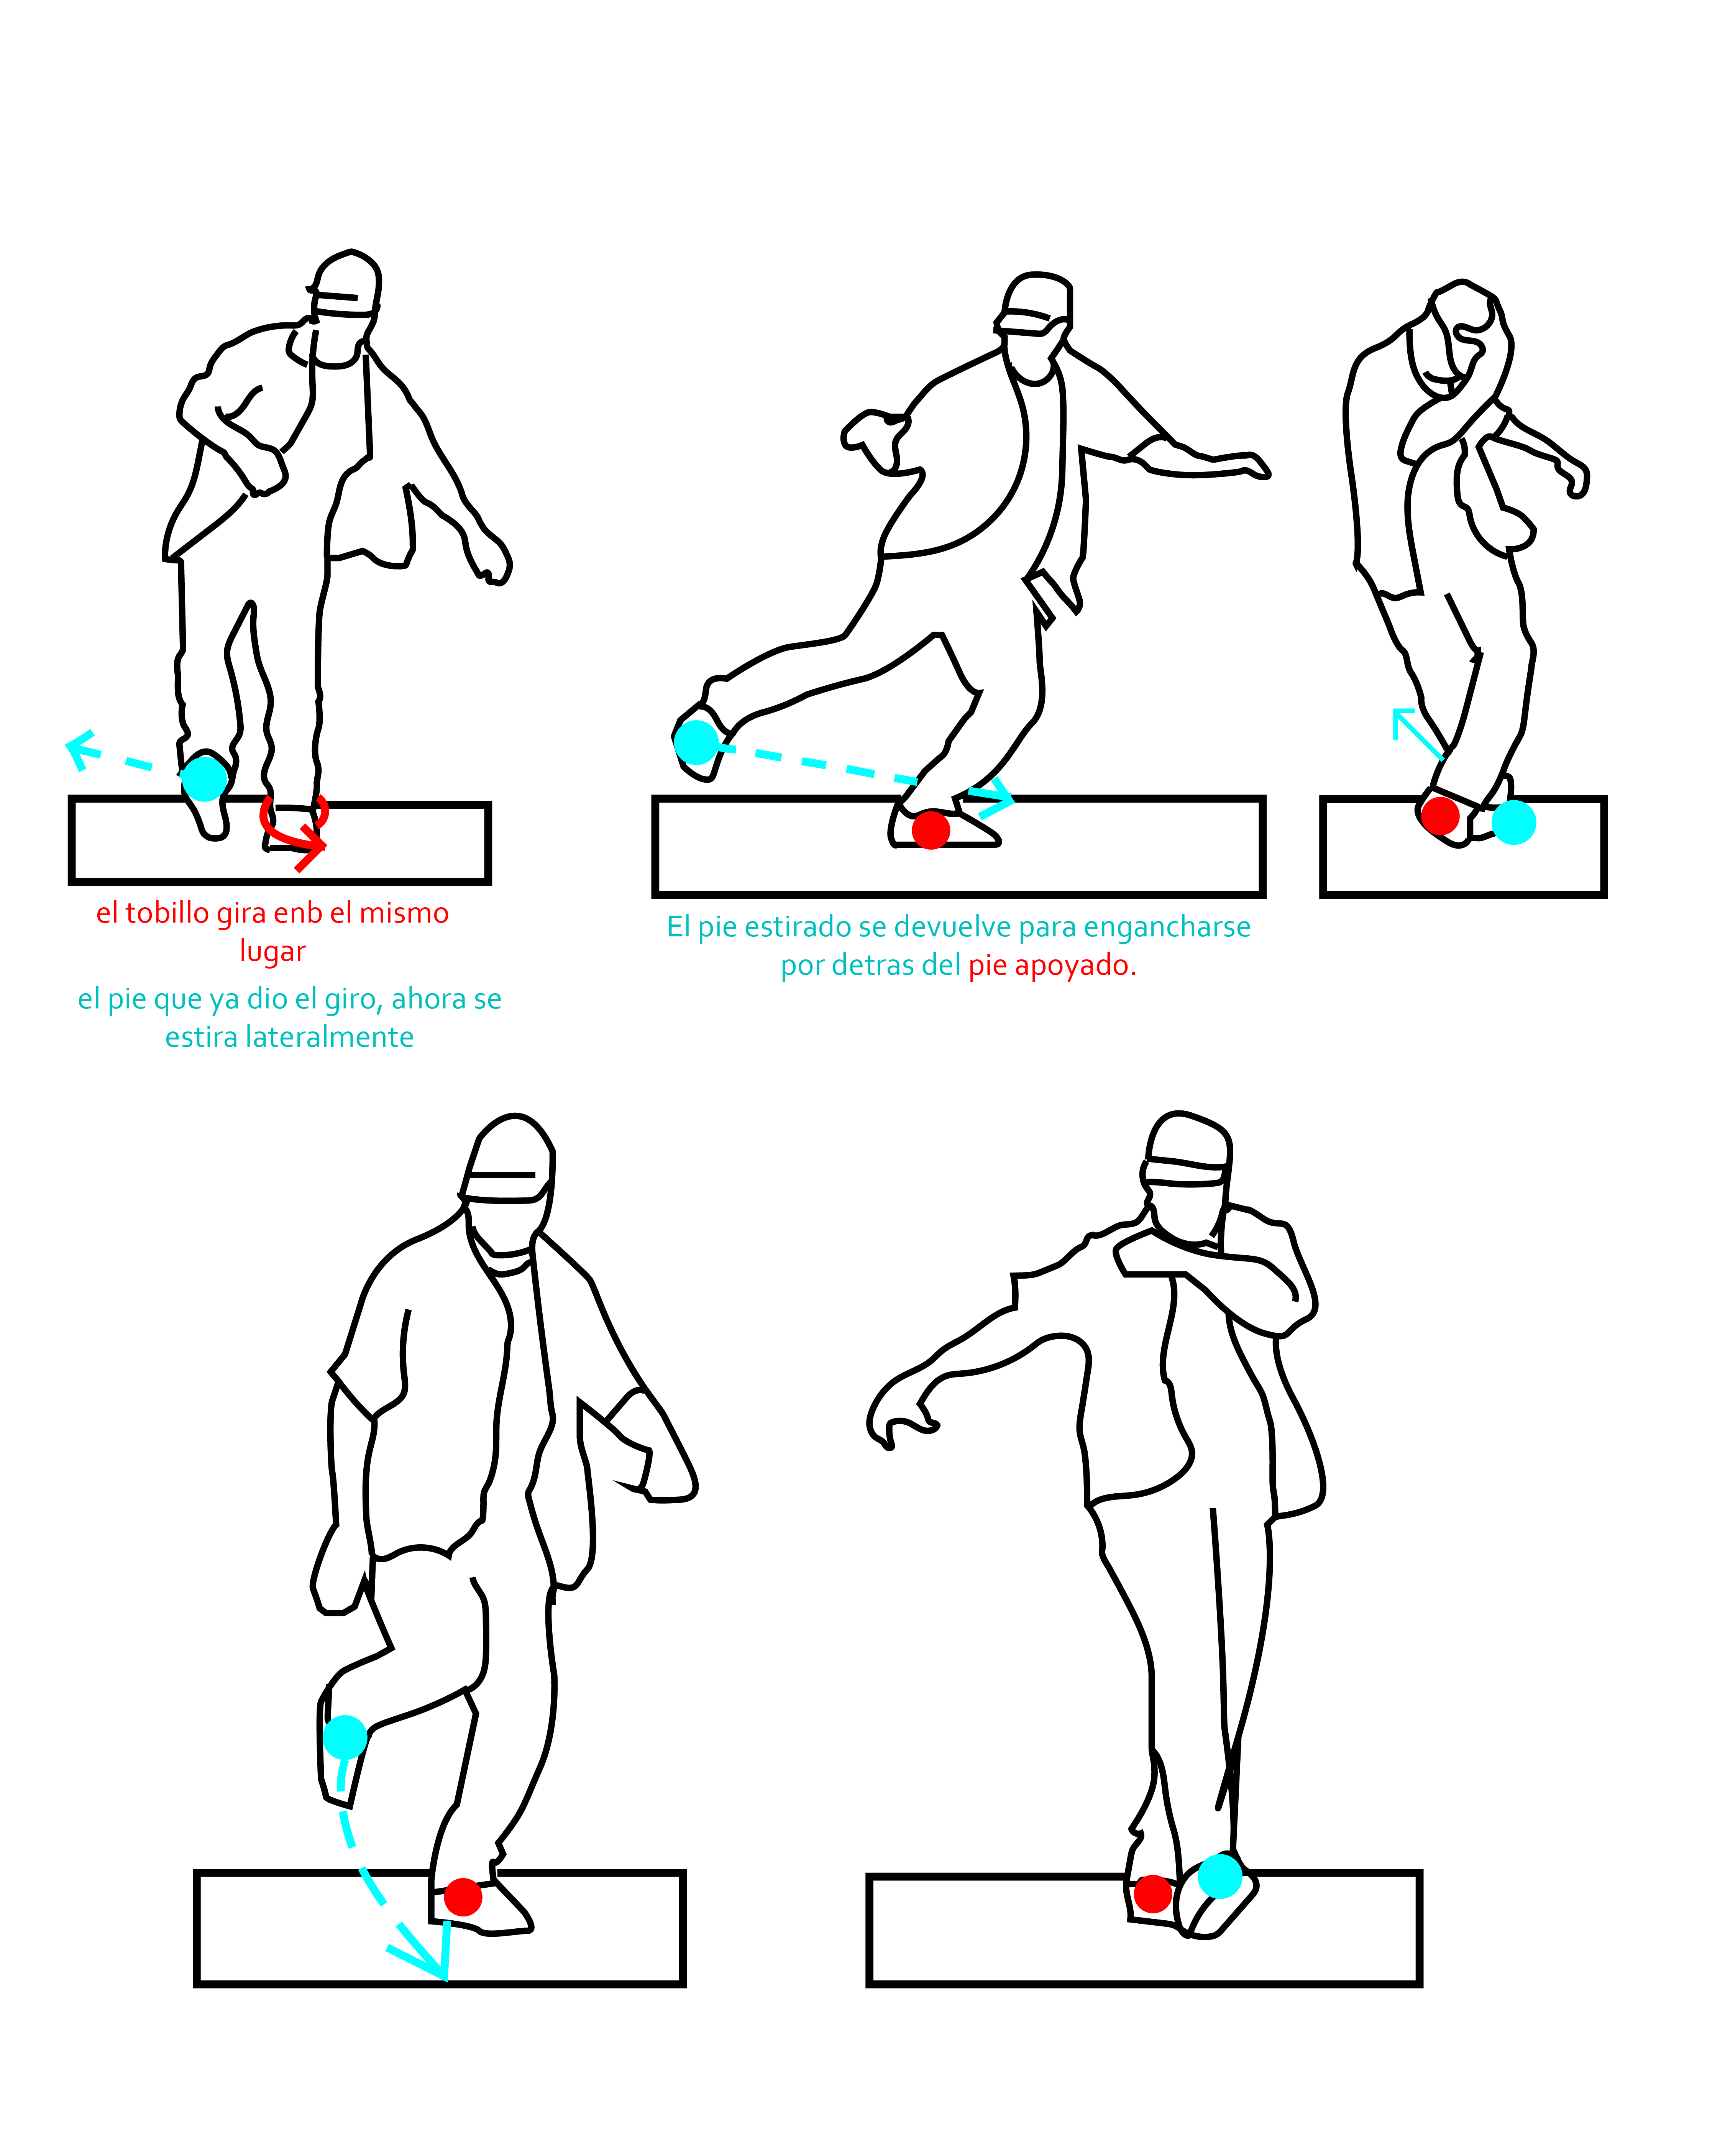 el tobillo gira enb el mismo
lugar
el pie que ya dio el giro, ahora se
estira lateralmente
El pie estirado se devuelve para engancharse
por detras del pie apoyado.